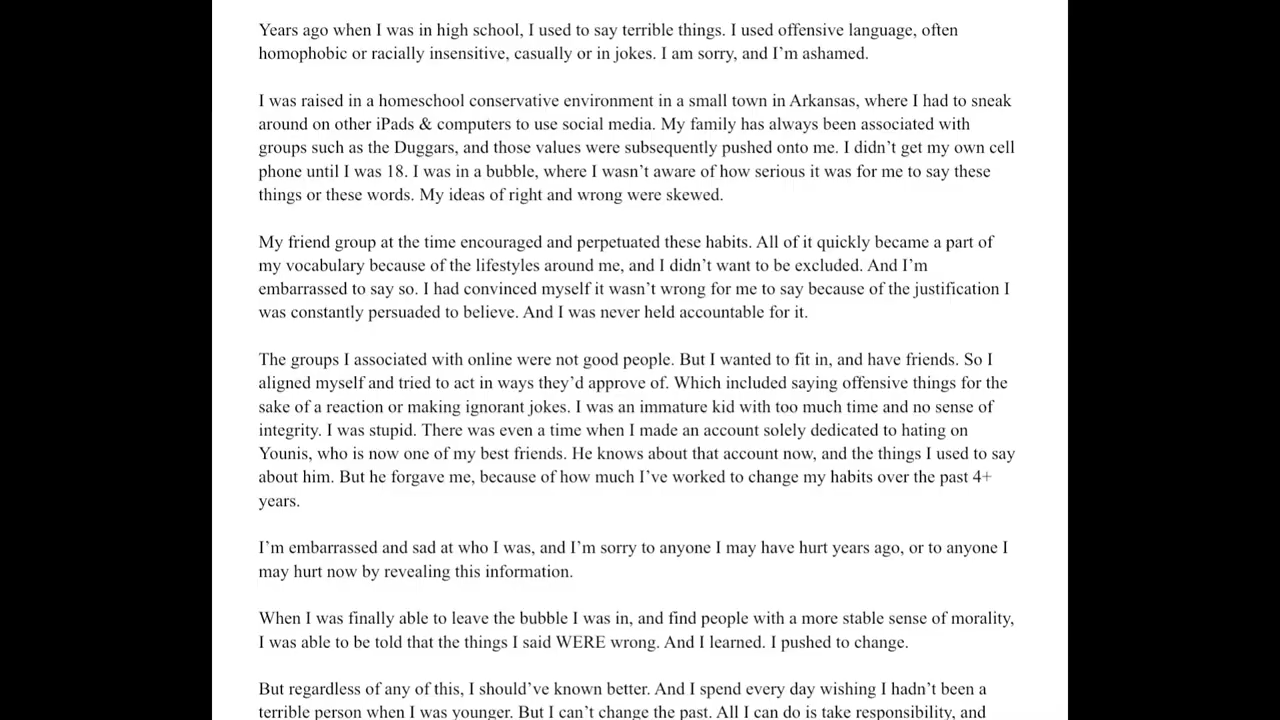 Years ago when I was in high school, I used to say terrible things. I used offensive language, often
homophobic or racially insensitive, casually or in jokes. I am sorry, and I’m ashamed.
I was raised in a homeschool conservative environment in a small town in Arkansas, where I had to sneak
around on other iPads & computers to use social media. My family has always been associated with
groups such as the Duggars, and those values were subsequently pushed onto me. I didn’t get my own cell
phone until I was 18. I was in a bubble, where I wasn’t aware of how serious it was for me to say these
things or these words. My ideas of right and wrong were skewed.
My friend group at the time encouraged and perpetuated these habits. All of it quickly became a part of
my vocabulary because of the lifestyles around me, and I didn’t want to be excluded. And I’m
embarrassed to say so. I had convinced myself it wasn’t wrong for me to say because of the justification I
was constantly persuaded to believe. And I was never held accountable for it.
The groups I associated with online were not good people. But I wanted to fit in, and have friends. So I
aligned myself and tried to act in ways they’d approve of. Which included saying offensive things for the
sake of a reaction or making ignorant jokes. I was an immature kid with too much time and no sense of
integrity. I was stupid. There was even a time when I made an account solely dedicated to hating on
Younis, who is now one of my best friends. He knows about that account now, and the things I used to say
about him. But he forgave me, because of how much I’ve worked to change my habits over the past 4+
years.
I’m embarrassed and sad at who I was, and I’m sorry to anyone I may have hurt years ago, or to anyone I
may hurt now by revealing this information.
When I was finally able to leave the bubble I was in, and find people with a more stable sense of morality,
I was able to be told that the things I said WERE wrong. And I learned. I pushed to change.
But regardless of any of this, I should’ve known better. And I spend every day wishing I hadn’t been a
terrible person when I was younger. But I can’t change the past. All I can do is take responsibility, and